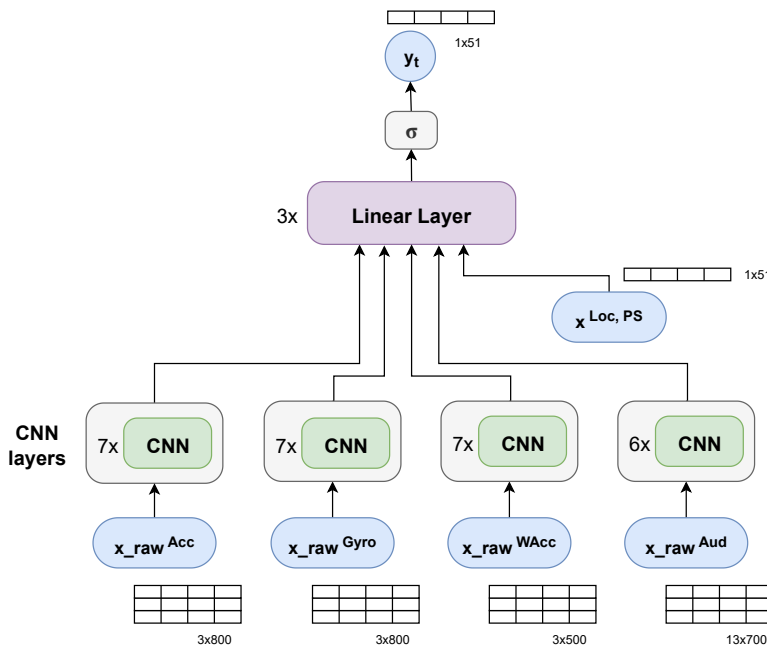 1x51
yₜ
σ
3x Linear Layer
1x51
x Loc, PS
CNN layers
7x CNN
7x CNN
7x CNN
6x CNN
x_raw Acc
x_raw Gyro
x_raw WAcc
x_raw Aud
3x800
3x800
3x500
13x700